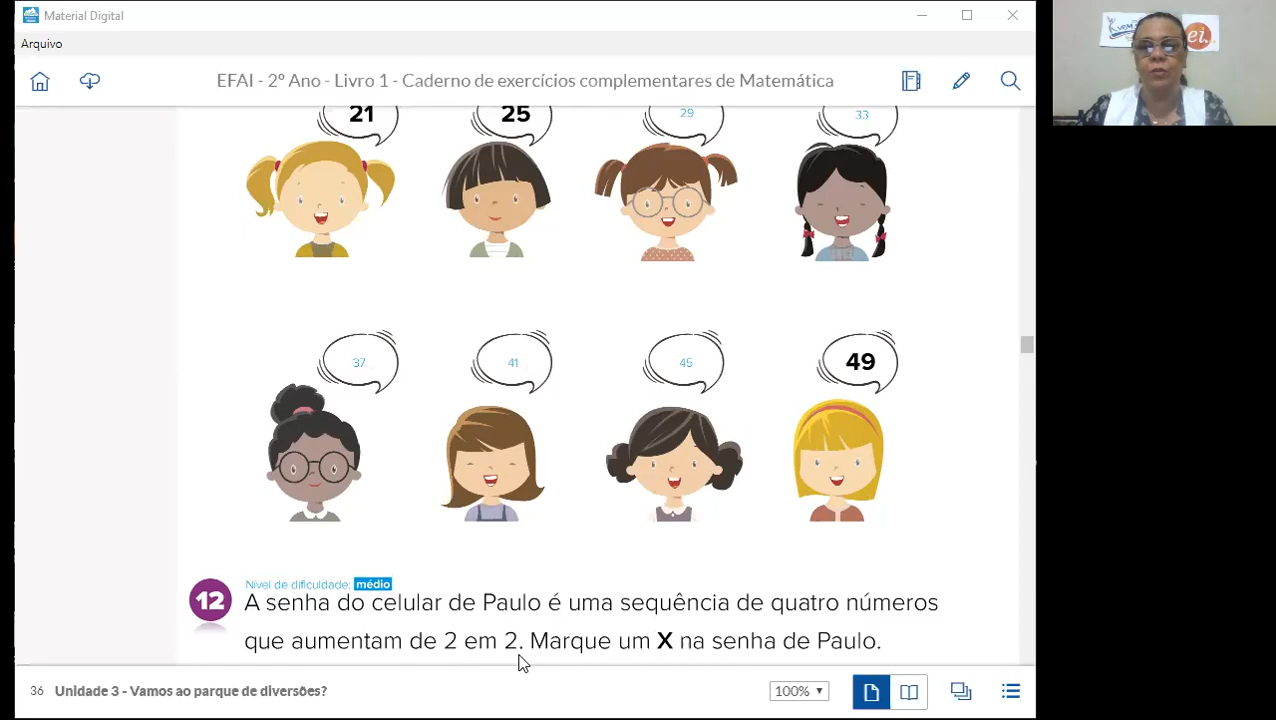 Material Digital
Arquivo
EFAI - 2º Ano - Livro 1 - Caderno de exercícios complementares de Matemática
21 25 29 33
37 41 45 49
Nível de dificuldade: médio
12 A senha do celular de Paulo é uma sequência de quatro números
que aumentam de 2 em 2. Marque um X na senha de Paulo.
36 Unidade 3 - Vamos ao parque de diversões? 100%
ei.